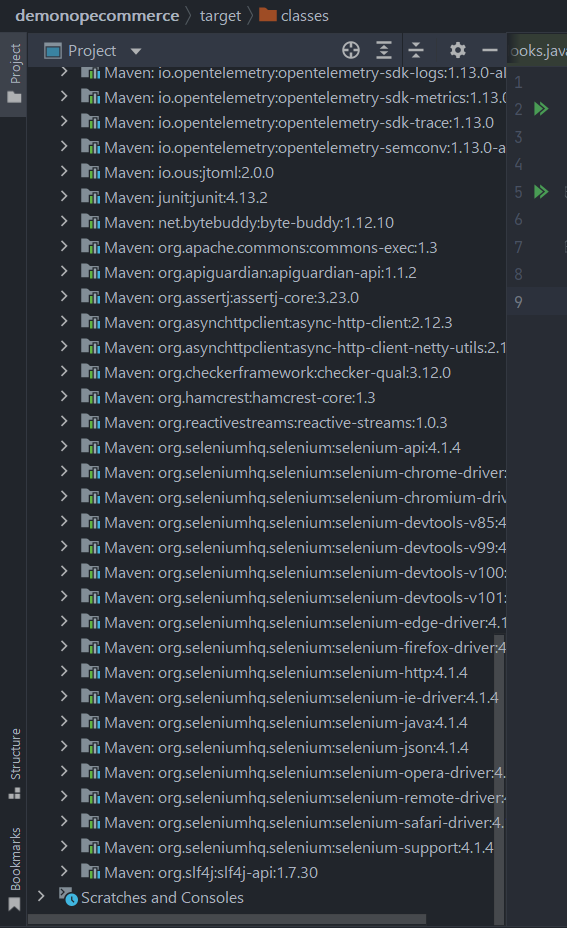 demonopecommerce 〉 target 〉 classes
Project
Project
ooks.jav
Maven: io.opentelemetry:opentelemetry-sdk-logs:1.13.0-al
Maven: io.opentelemetry:opentelemetry-sdk-metrics:1.13.0
Maven: io.opentelemetry:opentelemetry-sdk-trace:1.13.0
Maven: io.opentelemetry:opentelemetry-semconv:1.13.0-a
Maven: io.ous:jtoml:2.0.0
Maven: junit:junit:4.13.2
Maven: net.bytebuddy:byte-buddy:1.12.10
Maven: org.apache.commons:commons-exec:1.3
Maven: org.apiguardian:apiguardian-api:1.1.2
Maven: org.assertj:assertj-core:3.23.0
Maven: org.asynchttpclient:async-http-client:2.12.3
Maven: org.asynchttpclient:async-http-client-netty-utils:2.1
Maven: org.checkerframework:checker-qual:3.12.0
Maven: org.hamcrest:hamcrest-core:1.3
Maven: org.reactivestreams:reactive-streams:1.0.3
Maven: org.seleniumhq.selenium:selenium-api:4.1.4
Maven: org.seleniumhq.selenium:selenium-chrome-driver:
Maven: org.seleniumhq.selenium:selenium-chromium-driv
Maven: org.seleniumhq.selenium:selenium-devtools-v85:4
Maven: org.seleniumhq.selenium:selenium-devtools-v99:4
Maven: org.seleniumhq.selenium:selenium-devtools-v100:
Maven: org.seleniumhq.selenium:selenium-devtools-v101:
Maven: org.seleniumhq.selenium:selenium-edge-driver:4.1
Maven: org.seleniumhq.selenium:selenium-firefox-driver:4
Maven: org.seleniumhq.selenium:selenium-http:4.1.4
Maven: org.seleniumhq.selenium:selenium-ie-driver:4.1.4
Maven: org.seleniumhq.selenium:selenium-java:4.1.4
Maven: org.seleniumhq.selenium:selenium-json:4.1.4
Maven: org.seleniumhq.selenium:selenium-opera-driver:4.
Maven: org.seleniumhq.selenium:selenium-remote-driver:4
Maven: org.seleniumhq.selenium:selenium-safari-driver:4.
Maven: org.seleniumhq.selenium:selenium-support:4.1.4
Maven: org.slf4j:slf4j-api:1.7.30
Scratches and Consoles
Structure
Bookmarks
1
2
3
4
5
6
7
8
9